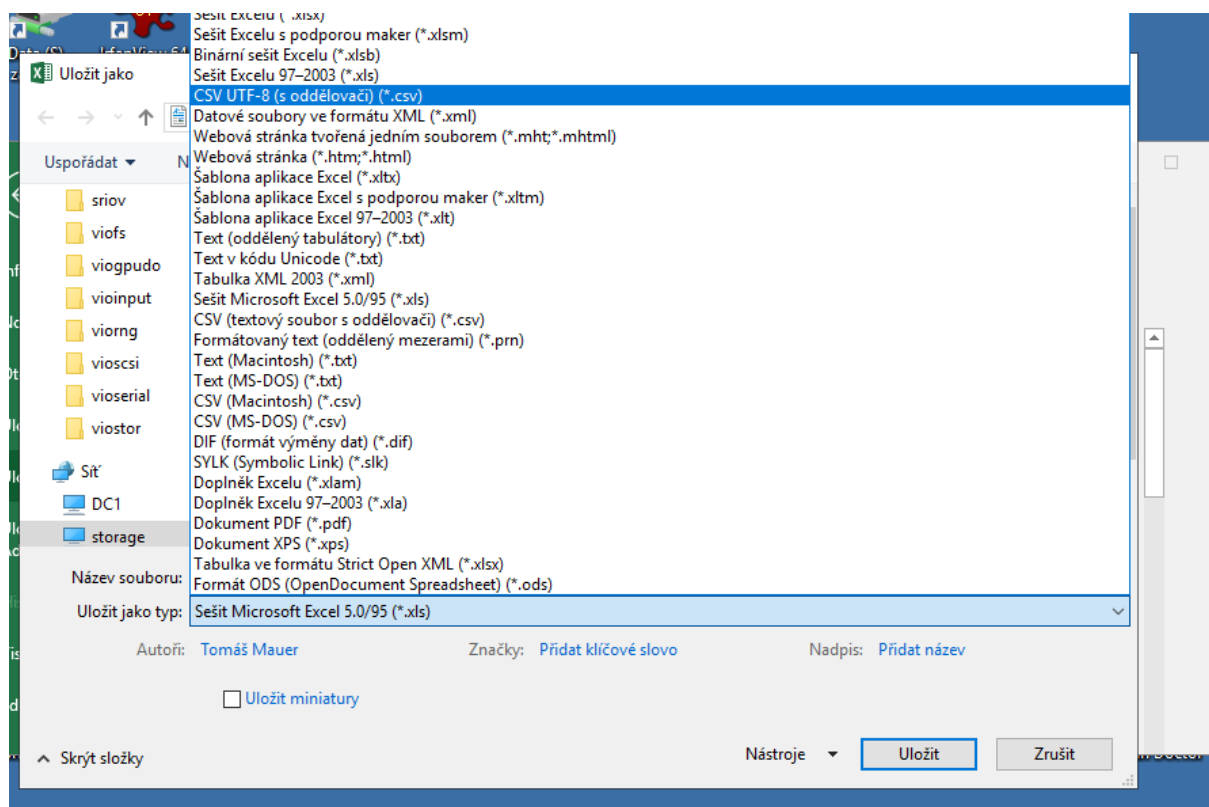 Sešit Excelu (*.xlsx)
Sešit Excelu s podporou maker (*.xlsm)
Binární sešit Excelu (*.xlsb)
Uložit jako
Sešit Excelu 97–2003 (*.xls)
CSV UTF-8 (s oddělovači) (*.csv)
Datové soubory ve formátu XML (*.xml)
Webová stránka tvořená jedním souborem (*.mht;*.mhtml)
Uspořádat
N
Webová stránka (*.htm;*.html)
Šablona aplikace Excel (*.xltx)
Šablona aplikace Excel s podporou maker (*.xltm)
Šablona aplikace Excel 97–2003 (*.xlt)
Text (oddělený tabulátory) (*.txt)
Text v kódu Unicode (*.txt)
Tabulka XML 2003 (*.xml)
Sešit Microsoft Excel 5.0/95 (*.xls)
CSV (textový soubor s oddělovači) (*.csv)
Formátovaný text (oddělený mezerami) (*.prn)
Text (Macintosh) (*.txt)
Text (MS-DOS) (*.txt)
CSV (Macintosh) (*.csv)
CSV (MS-DOS) (*.csv)
DIF (formát výměny dat) (*.dif)
SYLK (Symbolic Link) (*.slk)
Doplněk Excelu (*.xlam)
Doplněk Excelu 97–2003 (*.xla)
Dokument PDF (*.pdf)
Dokument XPS (*.xps)
Tabulka ve formátu Strict Open XML (*.xlsx)
Formát ODS (OpenDocument Spreadsheet) (*.ods)
sriov
viofs
viogpudo
vioinput
viorng
vioscsi
vioserial
viostor
Síť
DC1
storage
Název souboru:
Uložit jako typ: Sešit Microsoft Excel 5.0/95 (*.xls)
Autoři: Tomáš Mauer Značky: Přidat klíčové slovo Nadpis: Přidat název
Uložit miniatury
Skrýt složky Nástroje Uložit Zrušit